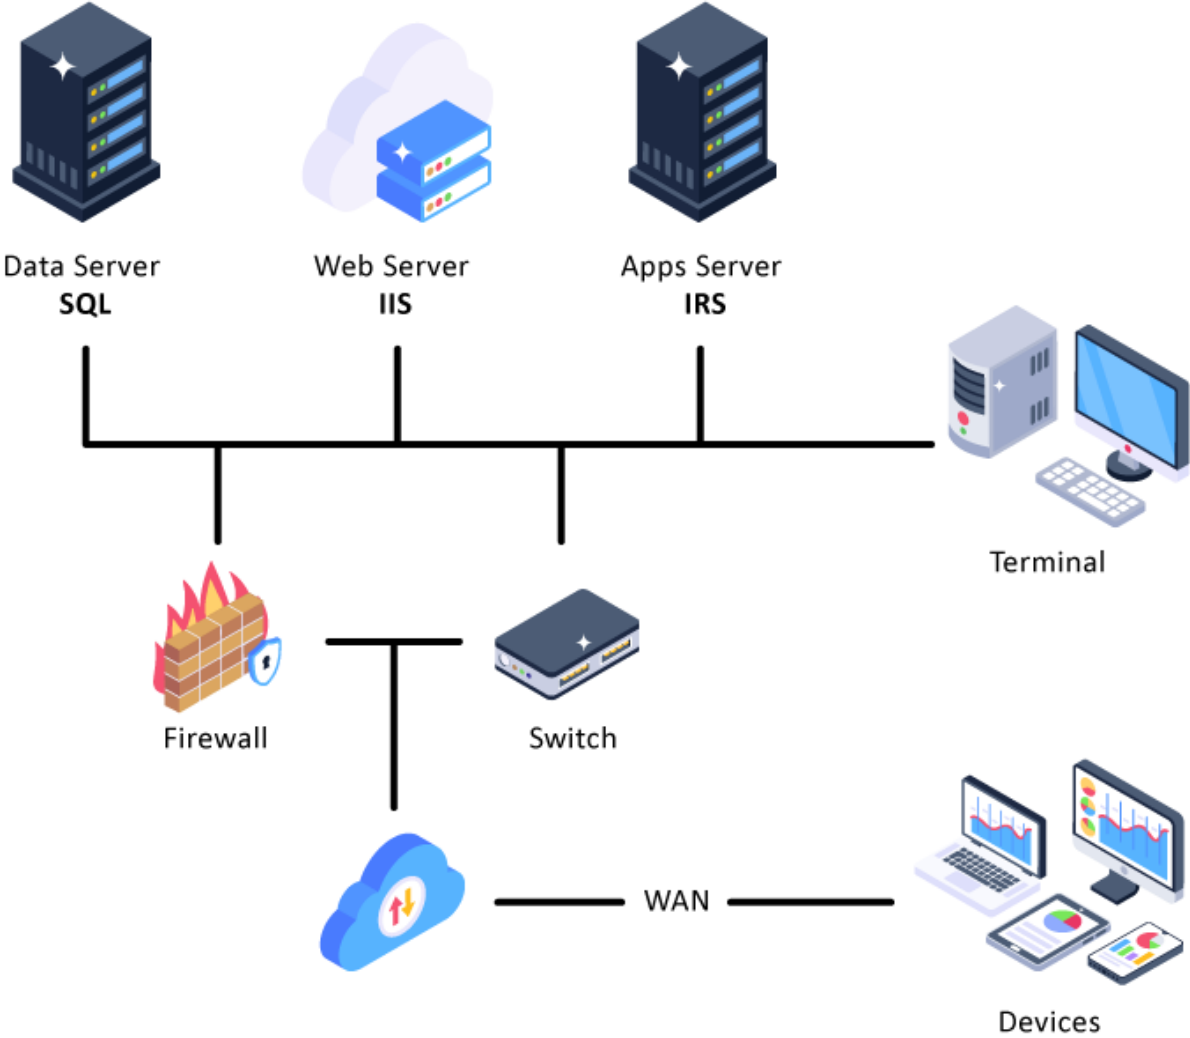 Data Server
SQL
Web Server
IIS
Apps Server
IRS
Terminal
Firewall
Switch
WAN
Devices